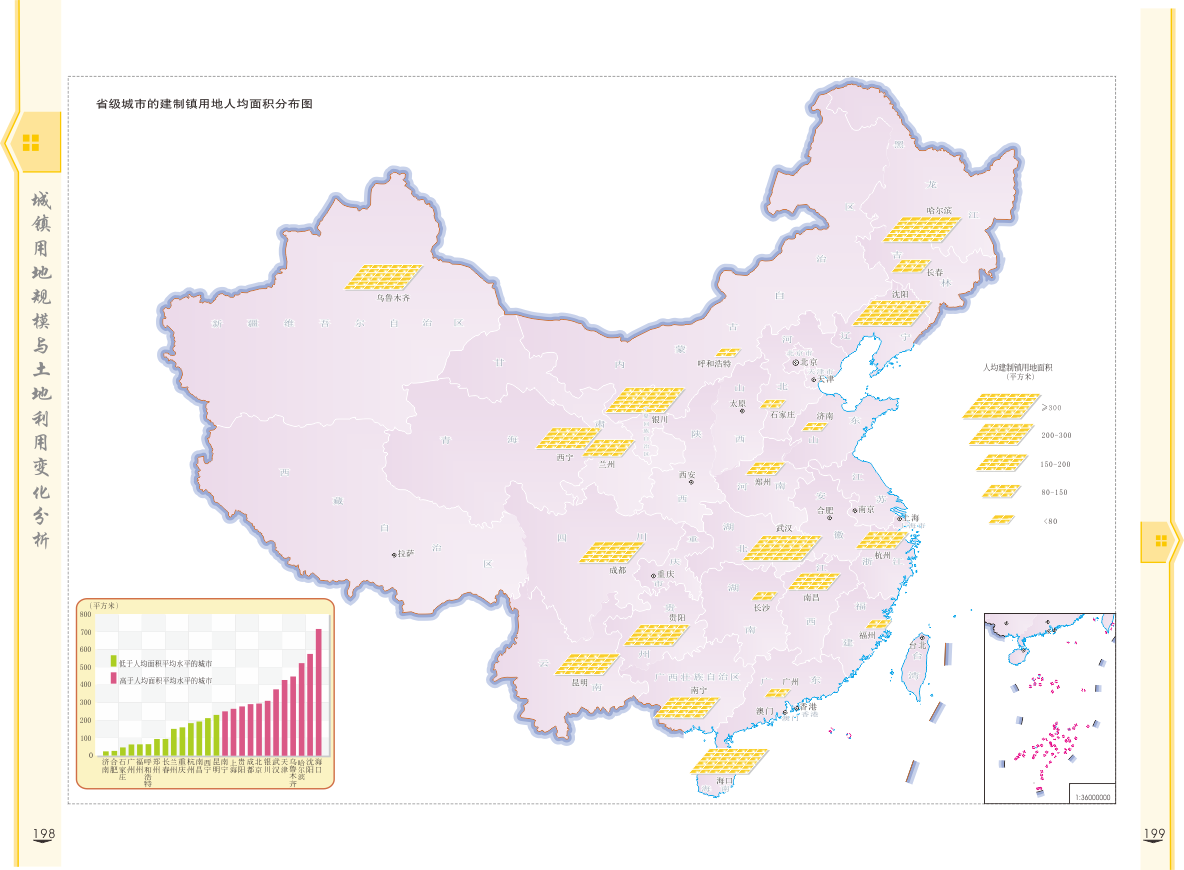 省级城市的建制镇用地人均面积分布图
城镇用地规模与土地利用变化分析
黑
龙
江
哈尔滨
区
吉
长春
林
治
沈阳
辽
宁
自
乌鲁木齐
新 疆 维 吾 尔 自 治 区
古
蒙
内
甘
呼和浩特
河
北京市
北京
天津市
天津
北
山
太原
石家庄
济南
山
东
银川
肃
青
海
西宁
兰州
陕
西
西安
西
郑州
河
南
江
苏
安
合肥
南京
上海
徽
西
藏
自
治
区
拉萨
四
川
成都
重
庆
市
重庆
湖
北
武汉
杭州
浙
江
江
南昌
西
长沙
湖
南
福
建
福州
贵
贵阳
州
云
南
昆明
广西壮族自治区
南宁
广
东
广州
澳门
澳门
香港
香港
台北
台
湾
海口
海 南
人均建制镇用地面积
(平方米)
≥300
200-300
150-200
80-150
<80
1:36000000
(平方米)
800
700
600
500
400
300
200
100
0
低于人均面积平均水平的城市
高于人均面积平均水平的城市
济南
合肥
石家庄
广州
福州
呼和浩特
郑州
长春
兰州
重庆
杭州
南昌
西宁
昆明
南宁
上海
贵阳
成都
北京
银川
武汉
天津
乌鲁木齐
哈尔滨
沈阳
海口
198
199